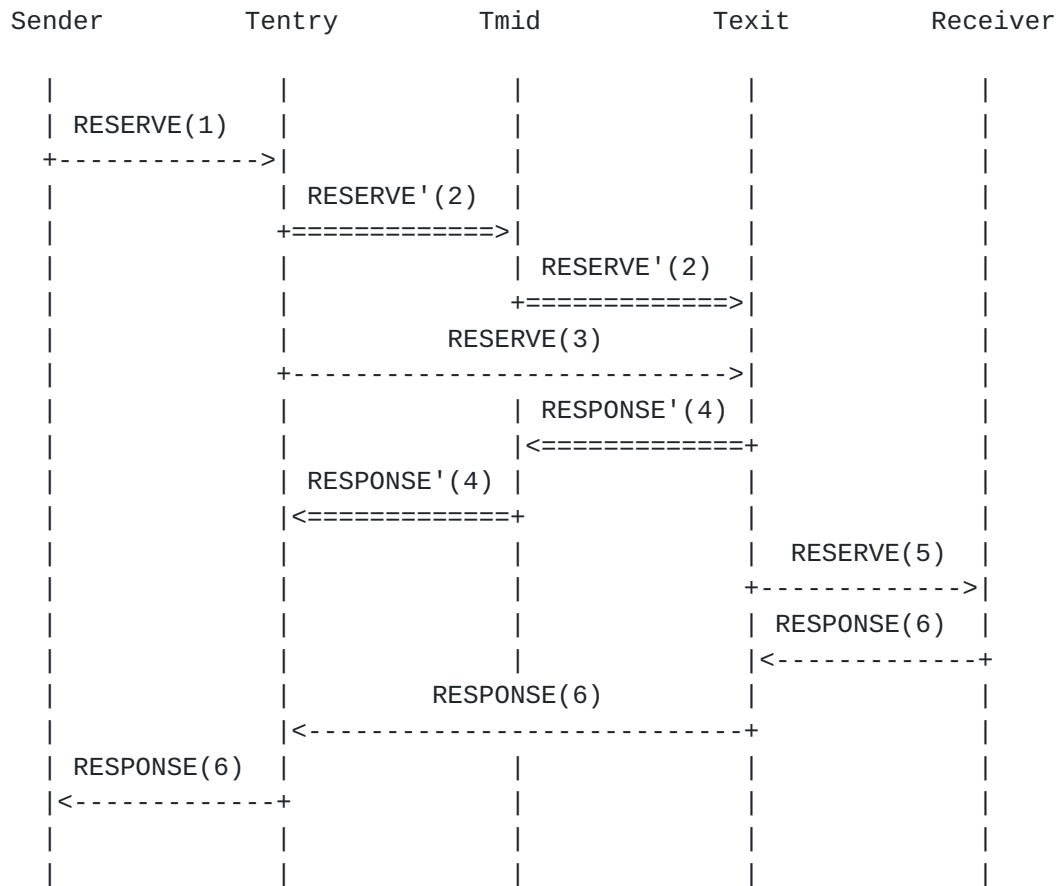 Sender Tentry Tmid Texit Receiver
RESERVE(1)
RESERVE'(2)
RESERVE'(2)
RESERVE(3)
RESPONSE'(4)
RESPONSE'(4)
RESERVE(5)
RESPONSE(6)
RESPONSE(6)
RESPONSE(6)